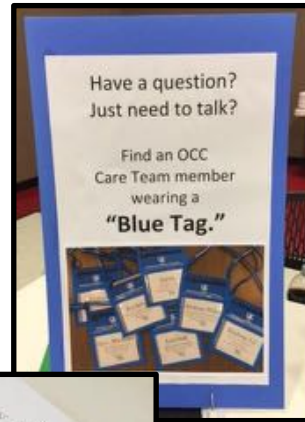 Have a question?
Just need to talk?
Find an OCC
Care Team member
wearing a
"Blue Tag."